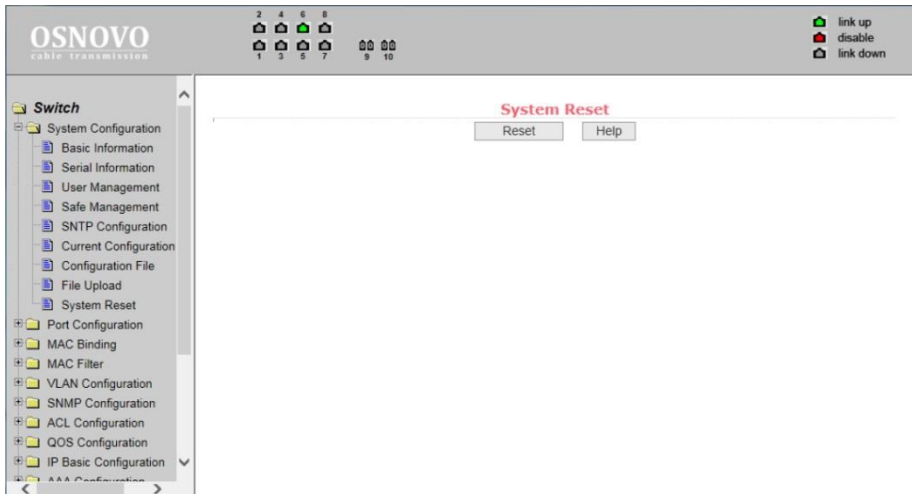 OSNOVO
cable transmission
2 4 6 8
1 3 5 7 9 10
link up
disable
link down
Switch
System Configuration
Basic Information
Serial Information
User Management
Safe Management
SNTP Configuration
Current Configuration
Configuration File
File Upload
System Reset
Port Configuration
MAC Binding
MAC Filter
VLAN Configuration
SNMP Configuration
ACL Configuration
QOS Configuration
IP Basic Configuration
AAA Configuration
System Reset
Reset Help